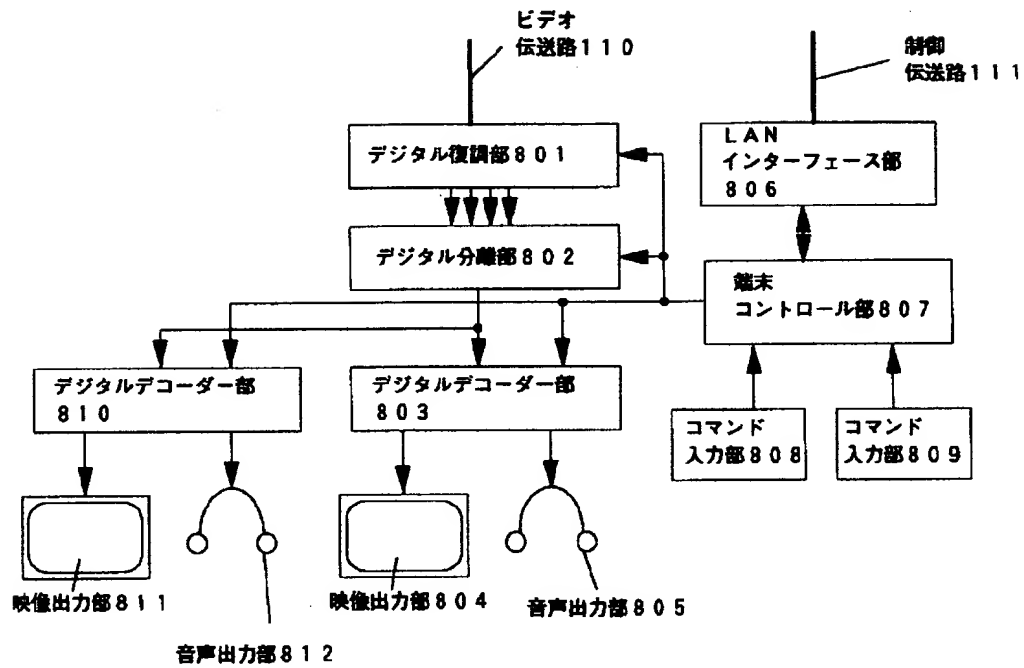 ビデオ
伝送路110
制御
伝送路111
デジタル復調部801
LAN
インターフェース部
806
デジタル分離部802
端末
コントロール部807
デジタルデコーダー部
810
デジタルデコーダー部
803
コマンド
入力部808
コマンド
入力部809
映像出力部811
映像出力部804
音声出力部805
音声出力部812